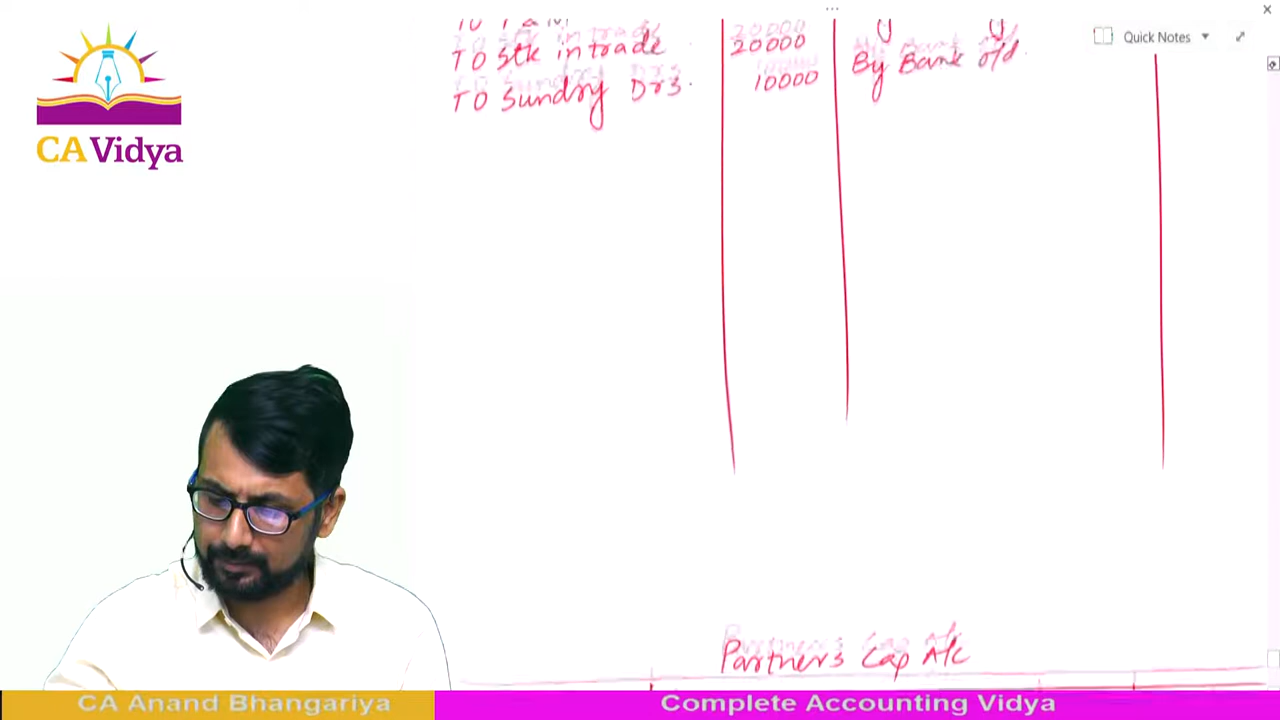 Quick Notes
To Stk in trade 20000 By Bank o/d
To Sundry Drs. 10000
CA Vidya
Partners Cap A/c
CA Anand Bhangariya
Complete Accounting Vidya